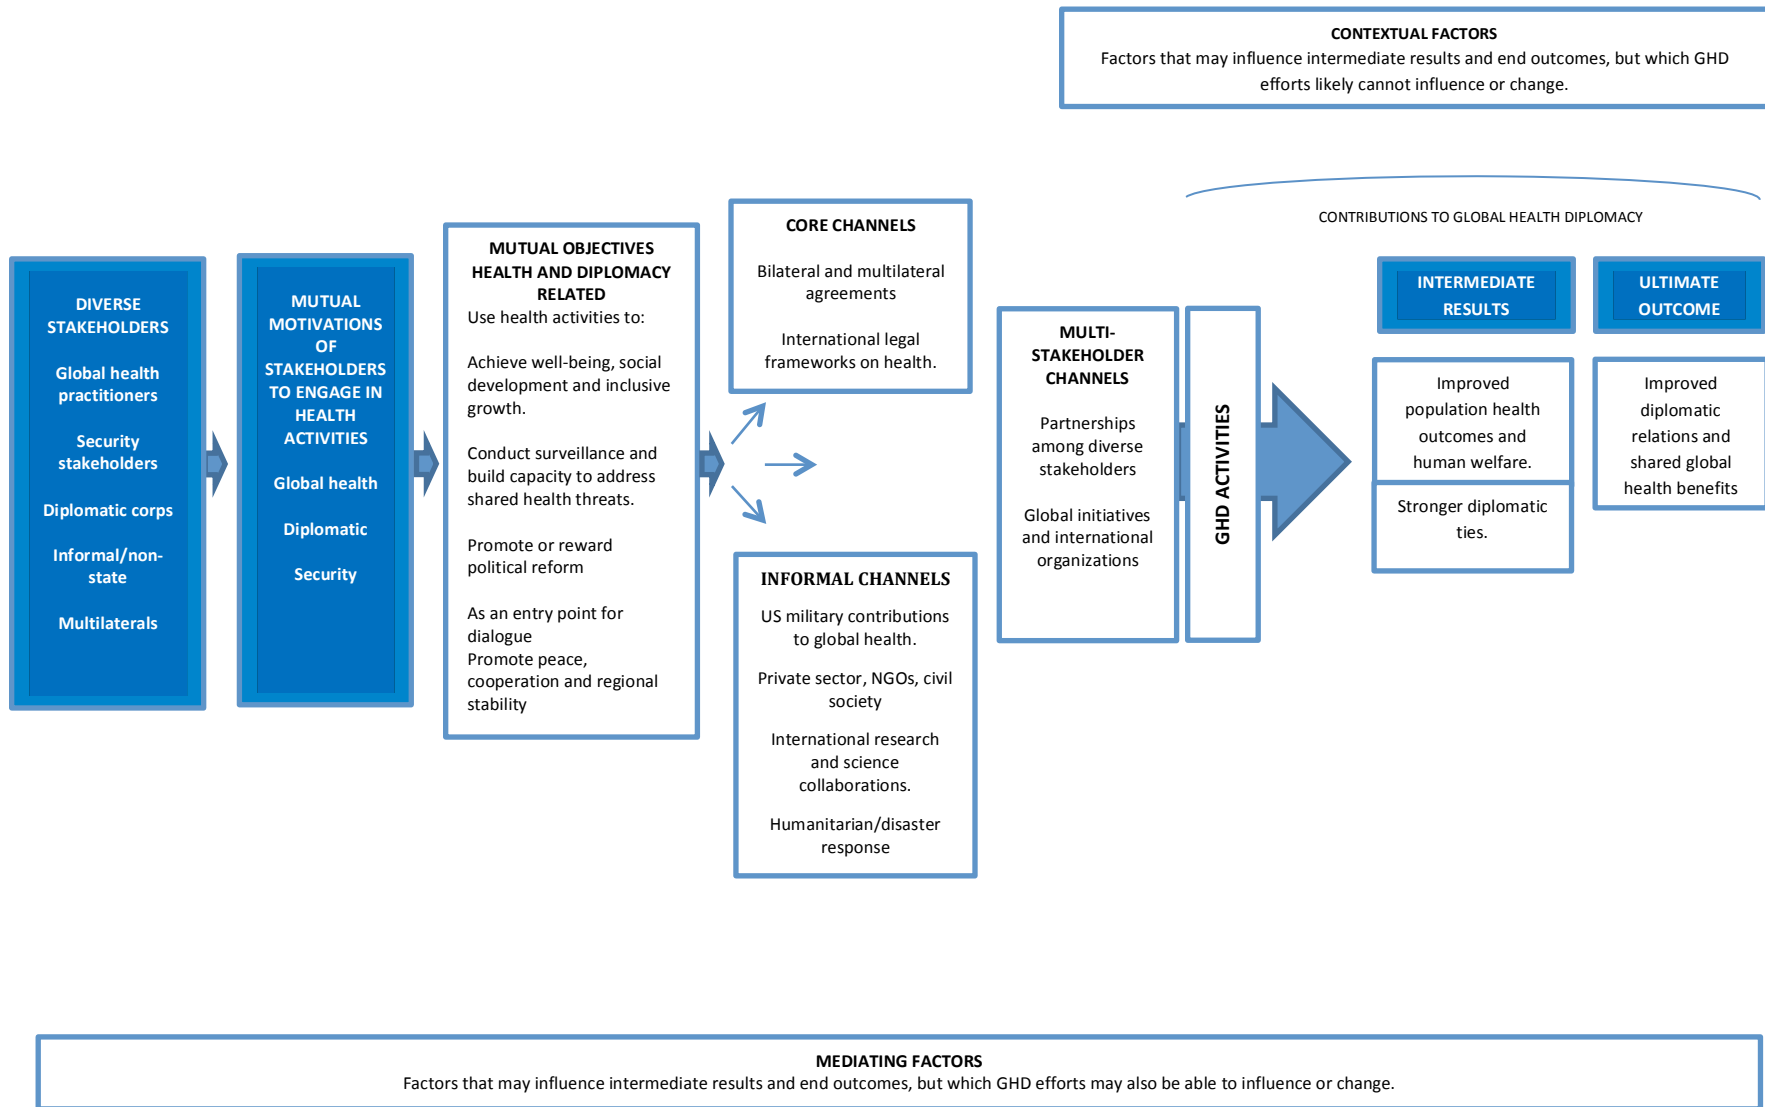 CONTEXTUAL FACTORS
Factors that may influence intermediate results and end outcomes, but which GHD
efforts likely cannot influence or change.
DIVERSE
STAKEHOLDERS
Global health
practitioners
Security
stakeholders
Diplomatic corps
Informal/non-
state
Multilaterals
MUTUAL
MOTIVATIONS
OF
STAKEHOLDERS
TO ENGAGE IN
HEALTH
ACTIVITIES
Global health
Diplomatic
Security
MUTUAL OBJECTIVES
HEALTH AND DIPLOMACY
RELATED
Use health activities to:
Achieve well-being, social
development and inclusive
growth.
Conduct surveillance and
build capacity to address
shared health threats.
Promote or reward
political reform
As an entry point for
dialogue
Promote peace,
cooperation and regional
stability
CORE CHANNELS
Bilateral and multilateral
agreements
International legal
frameworks on health.
INFORMAL CHANNELS
US military contributions
to global health.
Private sector, NGOs, civil
society
International research
and science
collaborations.
Humanitarian/disaster
response
MULTI-
STAKEHOLDER
CHANNELS
Partnerships
among diverse
stakeholders
Global initiatives
and international
organizations
GHD ACTIVITIES
CONTRIBUTIONS TO GLOBAL HEALTH DIPLOMACY
INTERMEDIATE
RESULTS
Improved
population health
outcomes and
human welfare.
Stronger diplomatic
ties.
ULTIMATE
OUTCOME
Improved
diplomatic
relations and
shared global
health benefits
MEDIATING FACTORS
Factors that may influence intermediate results and end outcomes, but which GHD efforts may also be able to influence or change.